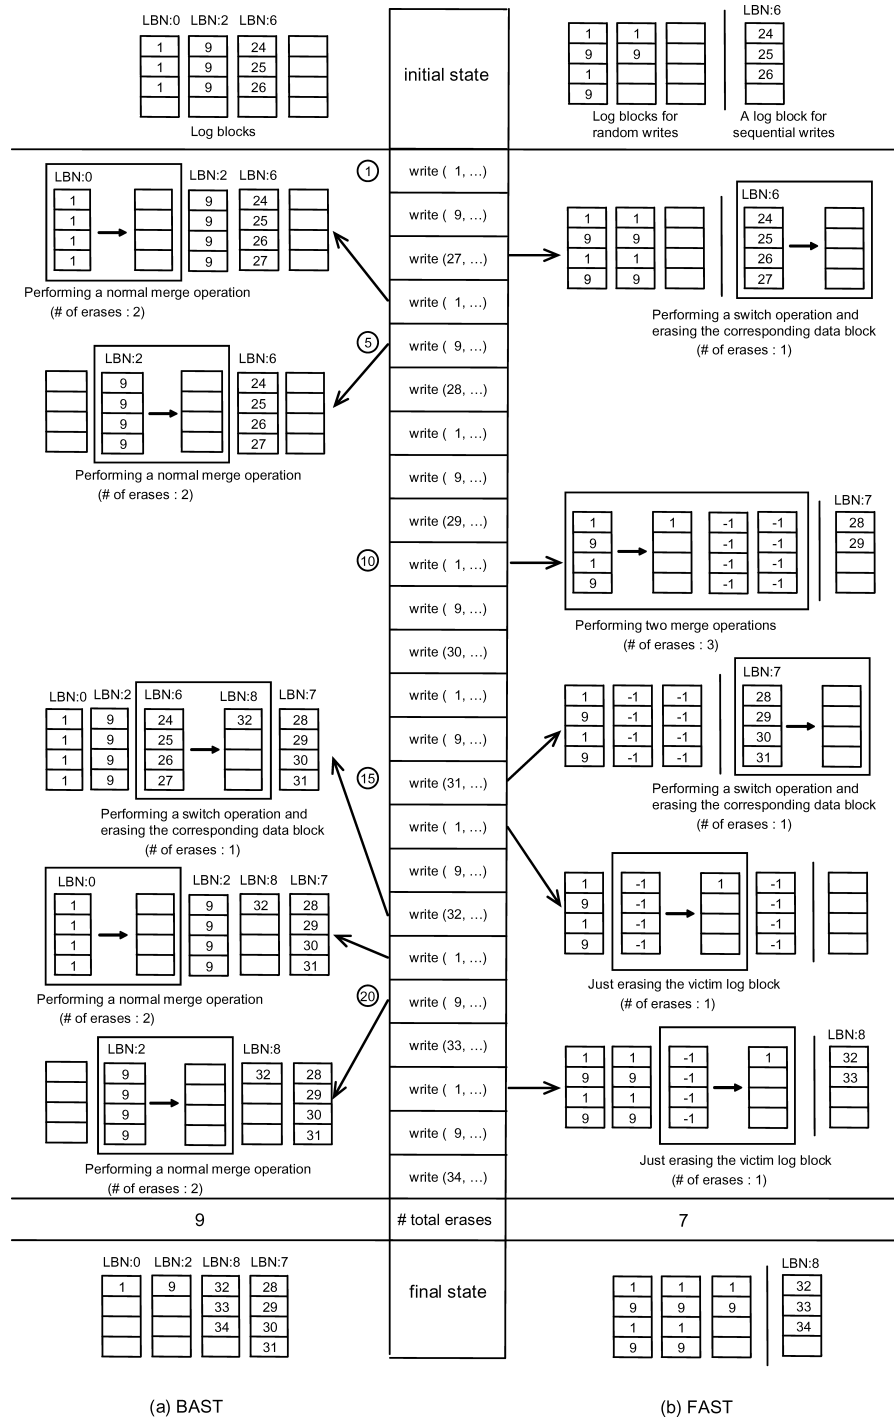 LBN:0 LBN:2 LBN:6
1 9 24
1 9 25
1 9 26
Log blocks
initial state
LBN:6
1 1 24
9 9 25
1 26
9
Log blocks for
random writes
A log block for
sequential writes
1 write ( 1, ...)
write ( 9, ...)
write (27, ...)
write ( 1, ...)
5 write ( 9, ...)
write (28, ...)
write ( 1, ...)
write ( 9, ...)
write (29, ...)
10 write ( 1, ...)
write ( 9, ...)
write (30, ...)
write ( 1, ...)
write ( 9, ...)
15 write (31, ...)
write ( 1, ...)
write ( 9, ...)
write (32, ...)
write ( 1, ...)
20 write ( 9, ...)
write (33, ...)
write ( 1, ...)
write ( 9, ...)
write (34, ...)
LBN:0 LBN:2 LBN:6
1 9 24
1 9 25
1 9 26
1 9 27
Performing a normal merge operation
(# of erases : 2)
LBN:2 LBN:6
9 24
9 25
9 26
9 27
Performing a normal merge operation
(# of erases : 2)
LBN:0 LBN:2 LBN:6 LBN:8 LBN:7
1 9 24 32 28
1 9 25 29
1 9 26 30
1 9 27 31
Performing a switch operation and
erasing the corresponding data block
(# of erases : 1)
LBN:0 LBN:2 LBN:8 LBN:7
1 9 32 28
1 9 29
1 9 30
1 9 31
Performing a normal merge operation
(# of erases : 2)
LBN:2 LBN:8
9 32 28
9 29
9 30
9 31
Performing a normal merge operation
(# of erases : 2)
LBN:6
1 1 24
9 9 25
1 1 26
9 9 27
Performing a switch operation and
erasing the corresponding data block
(# of erases : 1)
LBN:7
1 1 -1 -1 28
9 -1 -1 29
1 -1 -1
9 -1 -1
Performing two merge operations
(# of erases : 3)
LBN:7
1 -1 -1 28
9 -1 -1 29
1 -1 -1 30
9 -1 -1 31
Performing a switch operation and
erasing the corresponding data block
(# of erases : 1)
1 -1 1 -1
9 -1 -1
1 -1 -1
9 -1 -1
Just erasing the victim log block
(# of erases : 1)
LBN:8
1 1 -1 1 32
9 9 -1 33
1 1 -1
9 9 -1
Just erasing the victim log block
(# of erases : 1)
9 # total erases 7
LBN:0 LBN:2 LBN:8 LBN:7
1 9 32 28
33 29
34 30
31
final state
LBN:8
1 1 1 32
9 9 9 33
1 1 34
9 9
(a) BAST (b) FAST